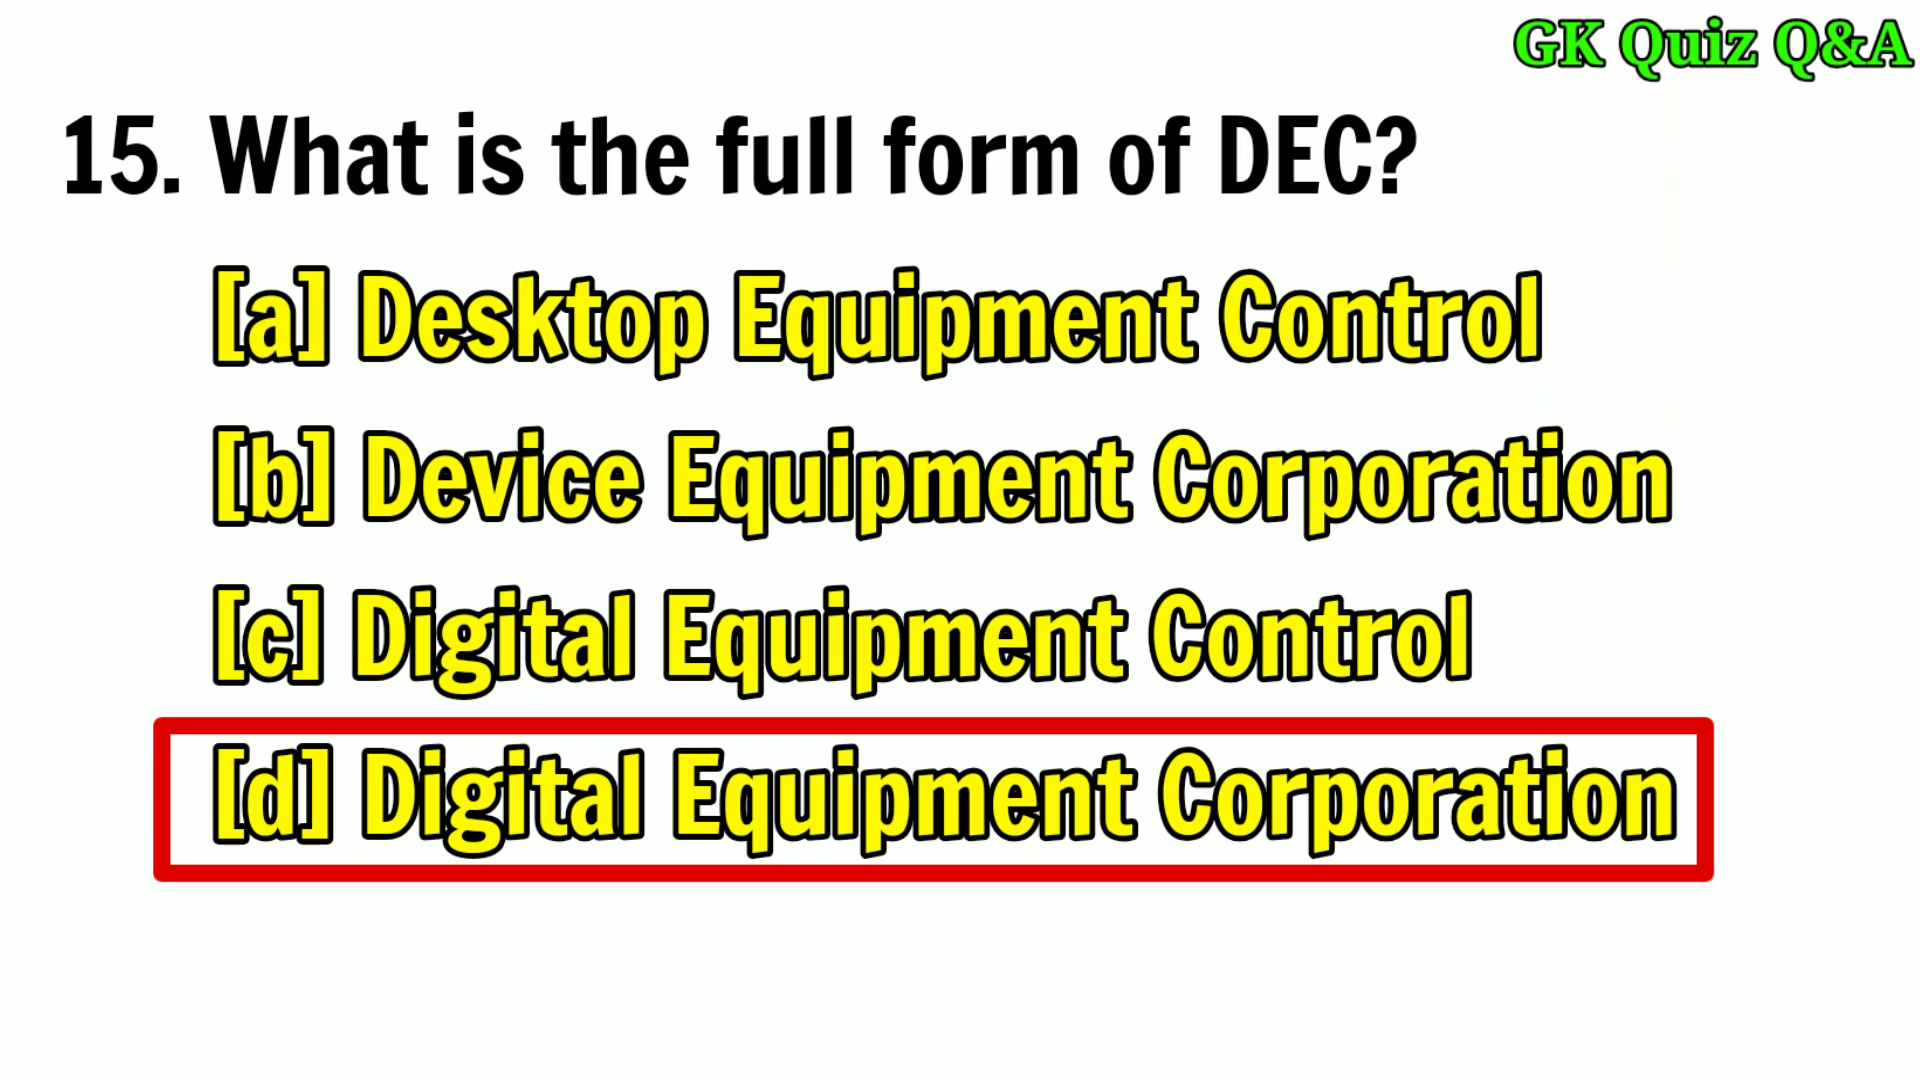 GK Quiz Q&A
15. What is the full form of DEC?
[a] Desktop Equipment Control
[b] Device Equipment Corporation
[c] Digital Equipment Control
[d] Digital Equipment Corporation